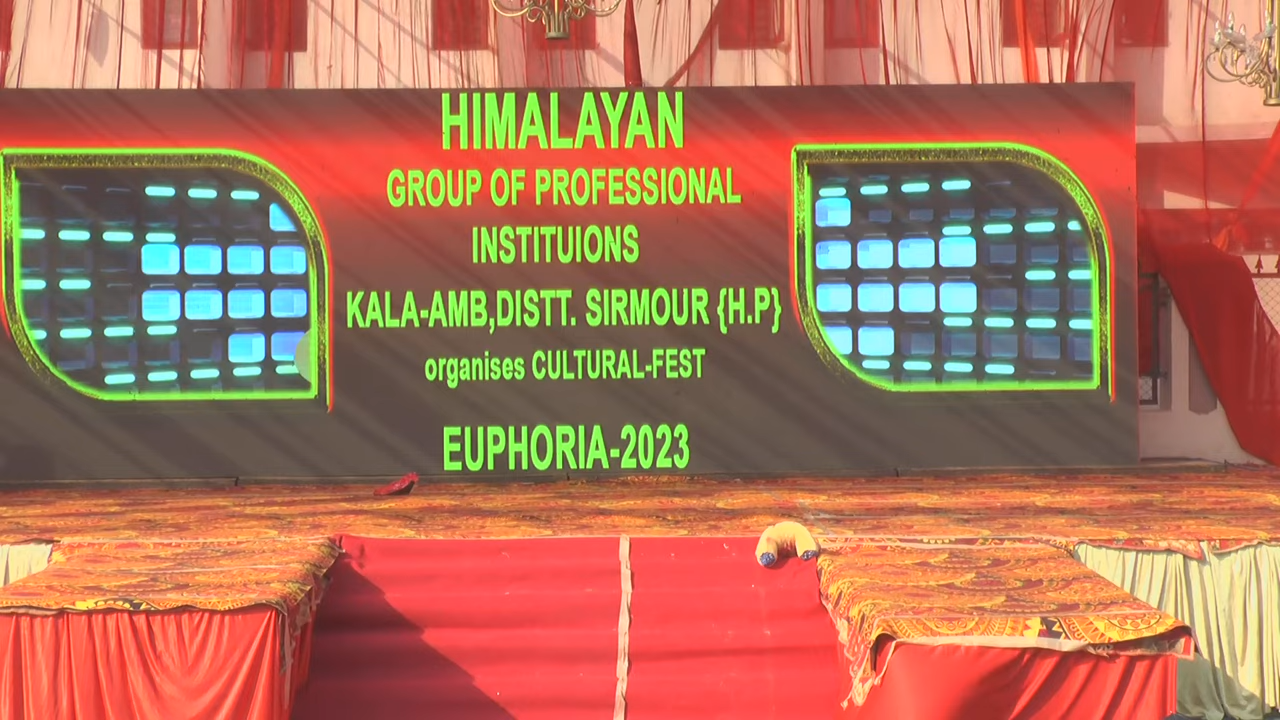 HIMALAYAN
GROUP OF PROFESSIONAL
INSTITUIONS
KALA-AMB,DISTT. SIRMOUR {H.P}
organises CULTURAL-FEST
EUPHORIA-2023